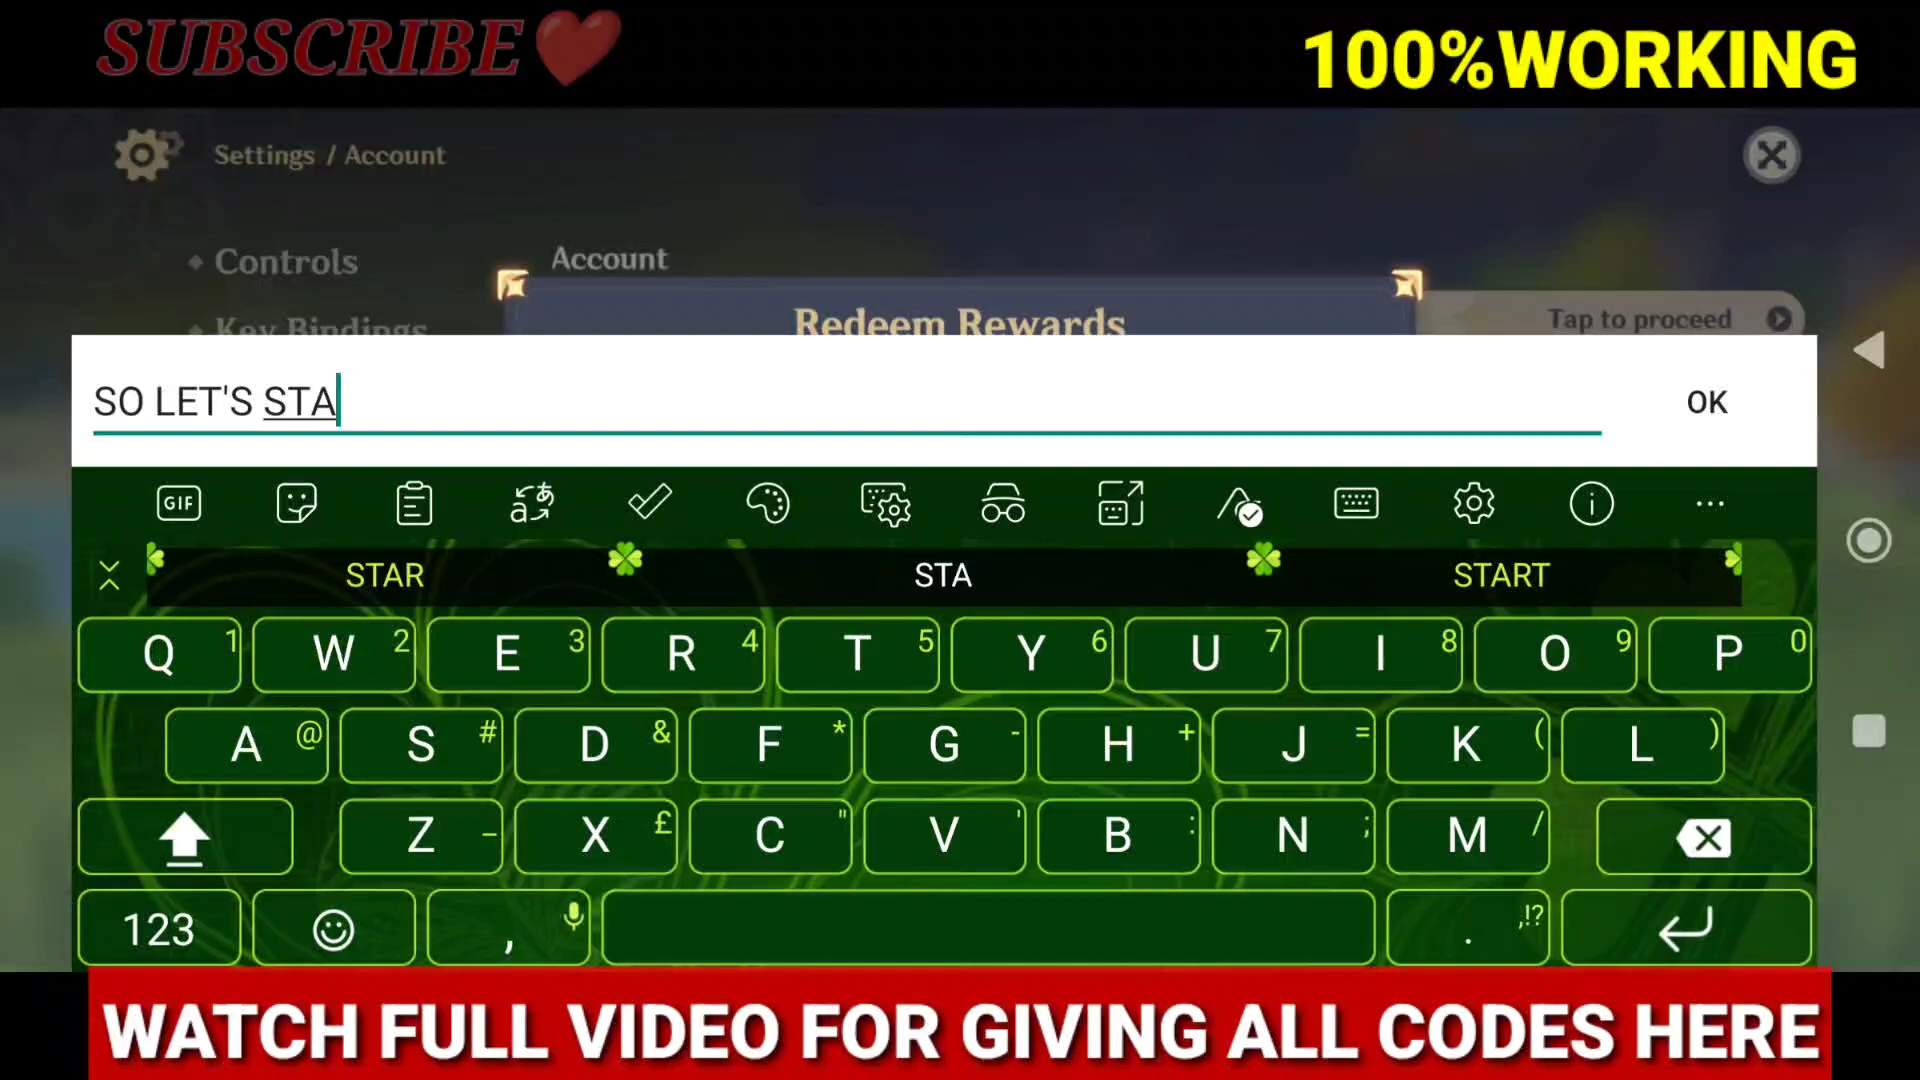 SUBSCRIBE❤
100%WORKING
Settings / Account
Controls
Account
Key Bindings
Redeem Rewards
Tap to proceed
SO LET'S STA
OK
GIF
STAR STA START
Q 1 W 2 E 3 R 4 T 5 Y 6 U 7 I 8 O 9 P 0
A @ S # D & F * G - H + J = K ( L )
Z _ X £ C " V ' B : N ; M /
123 , . ,!?
WATCH FULL VIDEO FOR GIVING ALL CODES HERE